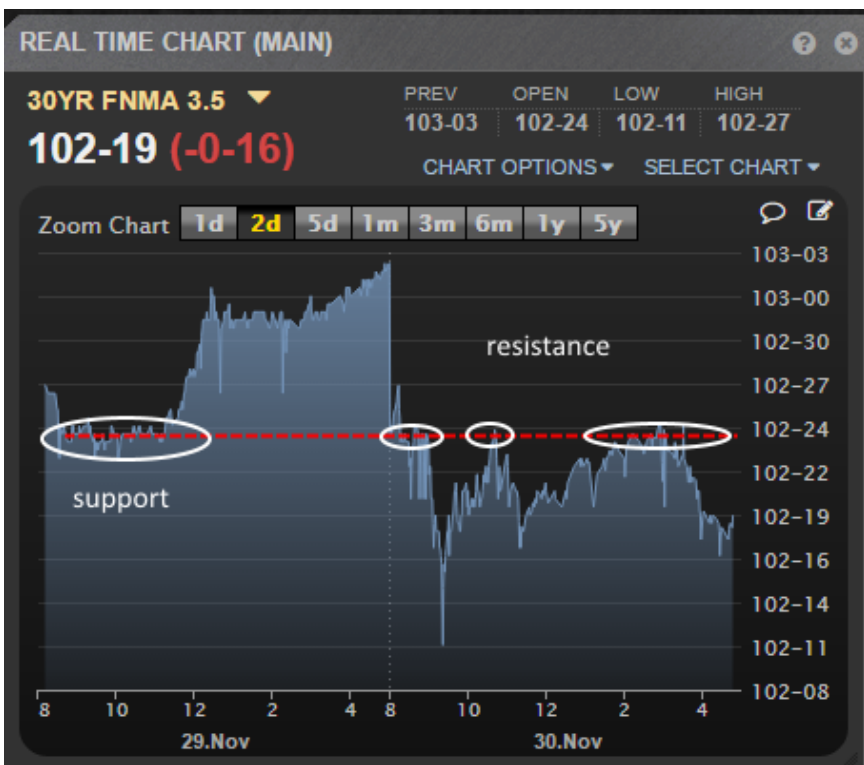 REAL TIME CHART (MAIN)
30YR FNMA 3.5
102-19 (-0-16)
PREV OPEN LOW HIGH
103-03 102-24 102-11 102-27
CHART OPTIONS SELECT CHART
Zoom Chart 1d 2d 5d 1m 3m 6m 1y 5y
103-03
103-00
resistance
102-30
102-27
102-24
support
102-22
102-19
102-16
102-14
102-11
102-08
8 10 12 2 4 8 10 12 2 4
29.Nov 30.Nov